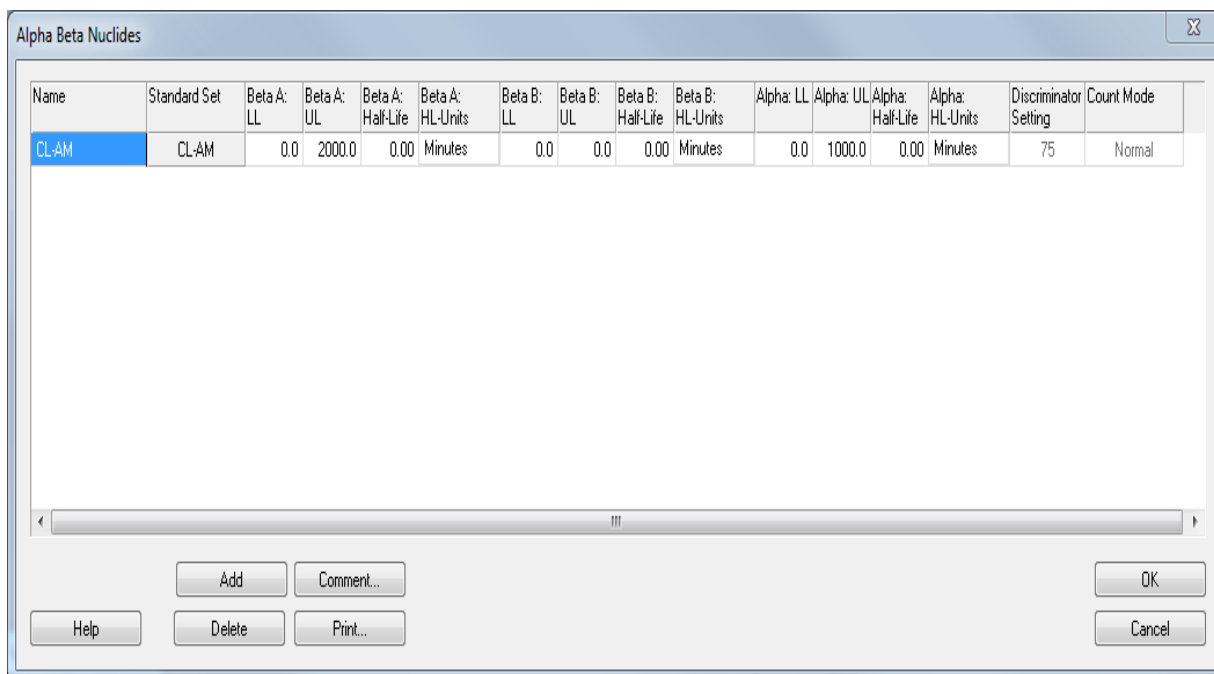 Alpha Beta Nuclides
Name Standard Set Beta A: LL Beta A: UL Beta A: Half-Life Beta A: HL-Units Beta B: LL Beta B: UL Beta B: Half-Life Beta B: HL-Units Alpha: LL Alpha: UL Alpha: Half-Life Alpha: HL-Units Discriminator Setting Count Mode
CL-AM CL-AM 0.0 2000.0 0.00 Minutes 0.0 0.0 0.00 Minutes 0.0 1000.0 0.00 Minutes 75 Normal
Add Comment... OK
Help Delete Print... Cancel